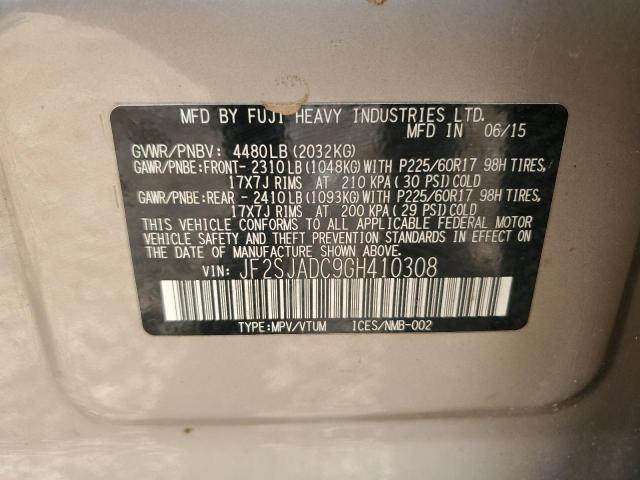 MFD BY FUJI HEAVY INDUSTRIES LTD.
MFD IN 06/15
GVWR/PNBV: 4480LB (2032KG)
GAWR/PNBE:FRONT- 2310LB (1048KG) WITH P225/60R17 98H TIRES,
17X7J RIMS AT 210 KPA (30 PSI) COLD
GAWR/PNBE:REAR - 2410LB (1093KG) WITH P225/60R17 98H TIRES,
17X7J RIMS AT 200 KPA (29 PSI) COLD
THIS VEHICLE CONFORMS TO ALL APPLICABLE FEDERAL MOTOR
VEHICLE SAFETY AND THEFT PREVENTION STANDARDS IN EFFECT ON
THE DATE OF MANUFACTURE SHOWN ABOVE.
VIN: JF2SJADC9GH410308
TYPE:MPV/VTUM ICES/NMB-002